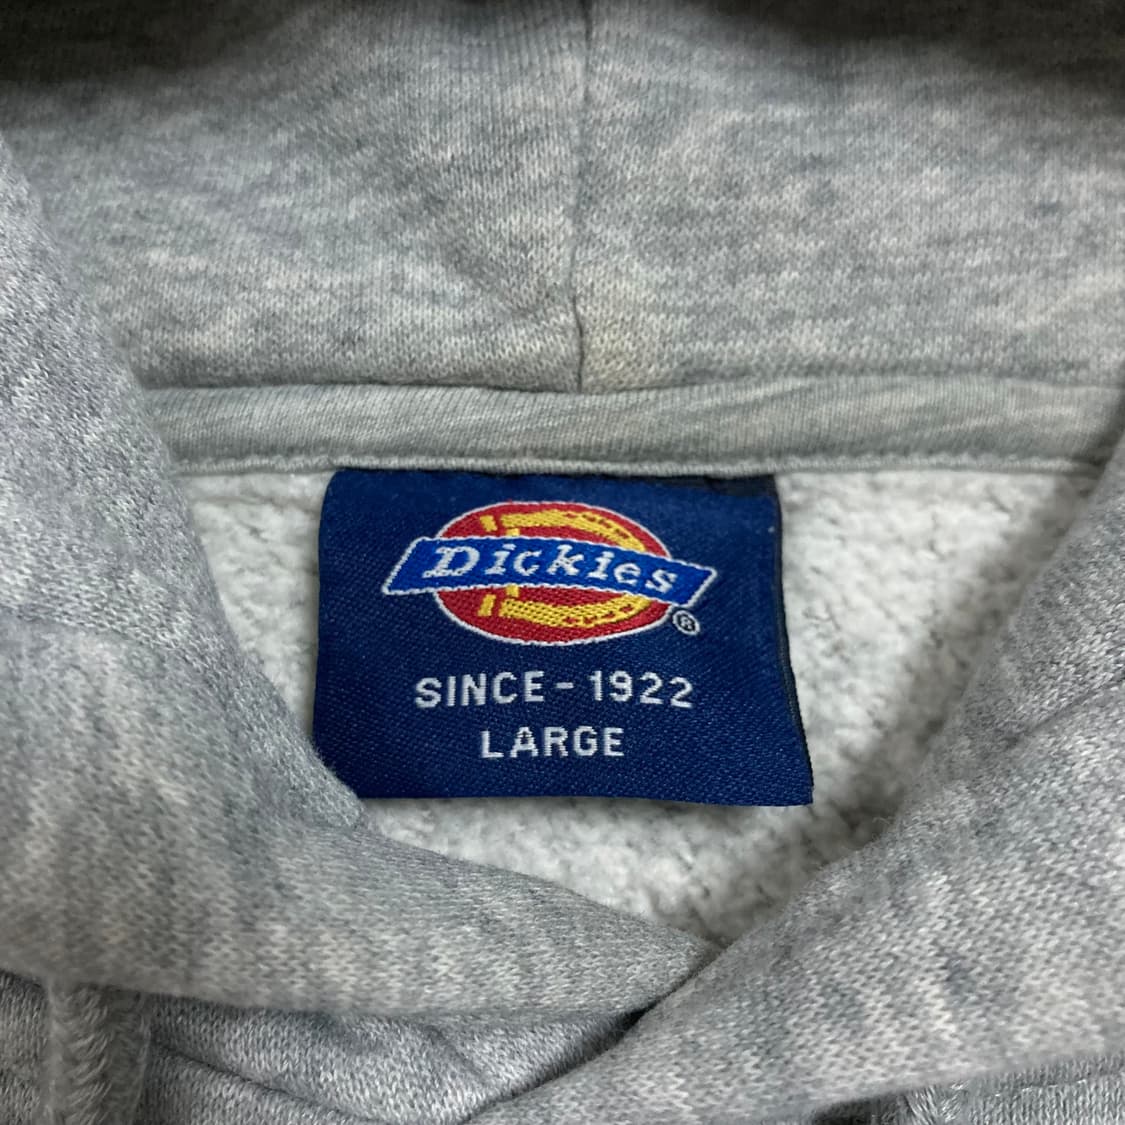 Dickies
®
SINCE - 1922
LARGE